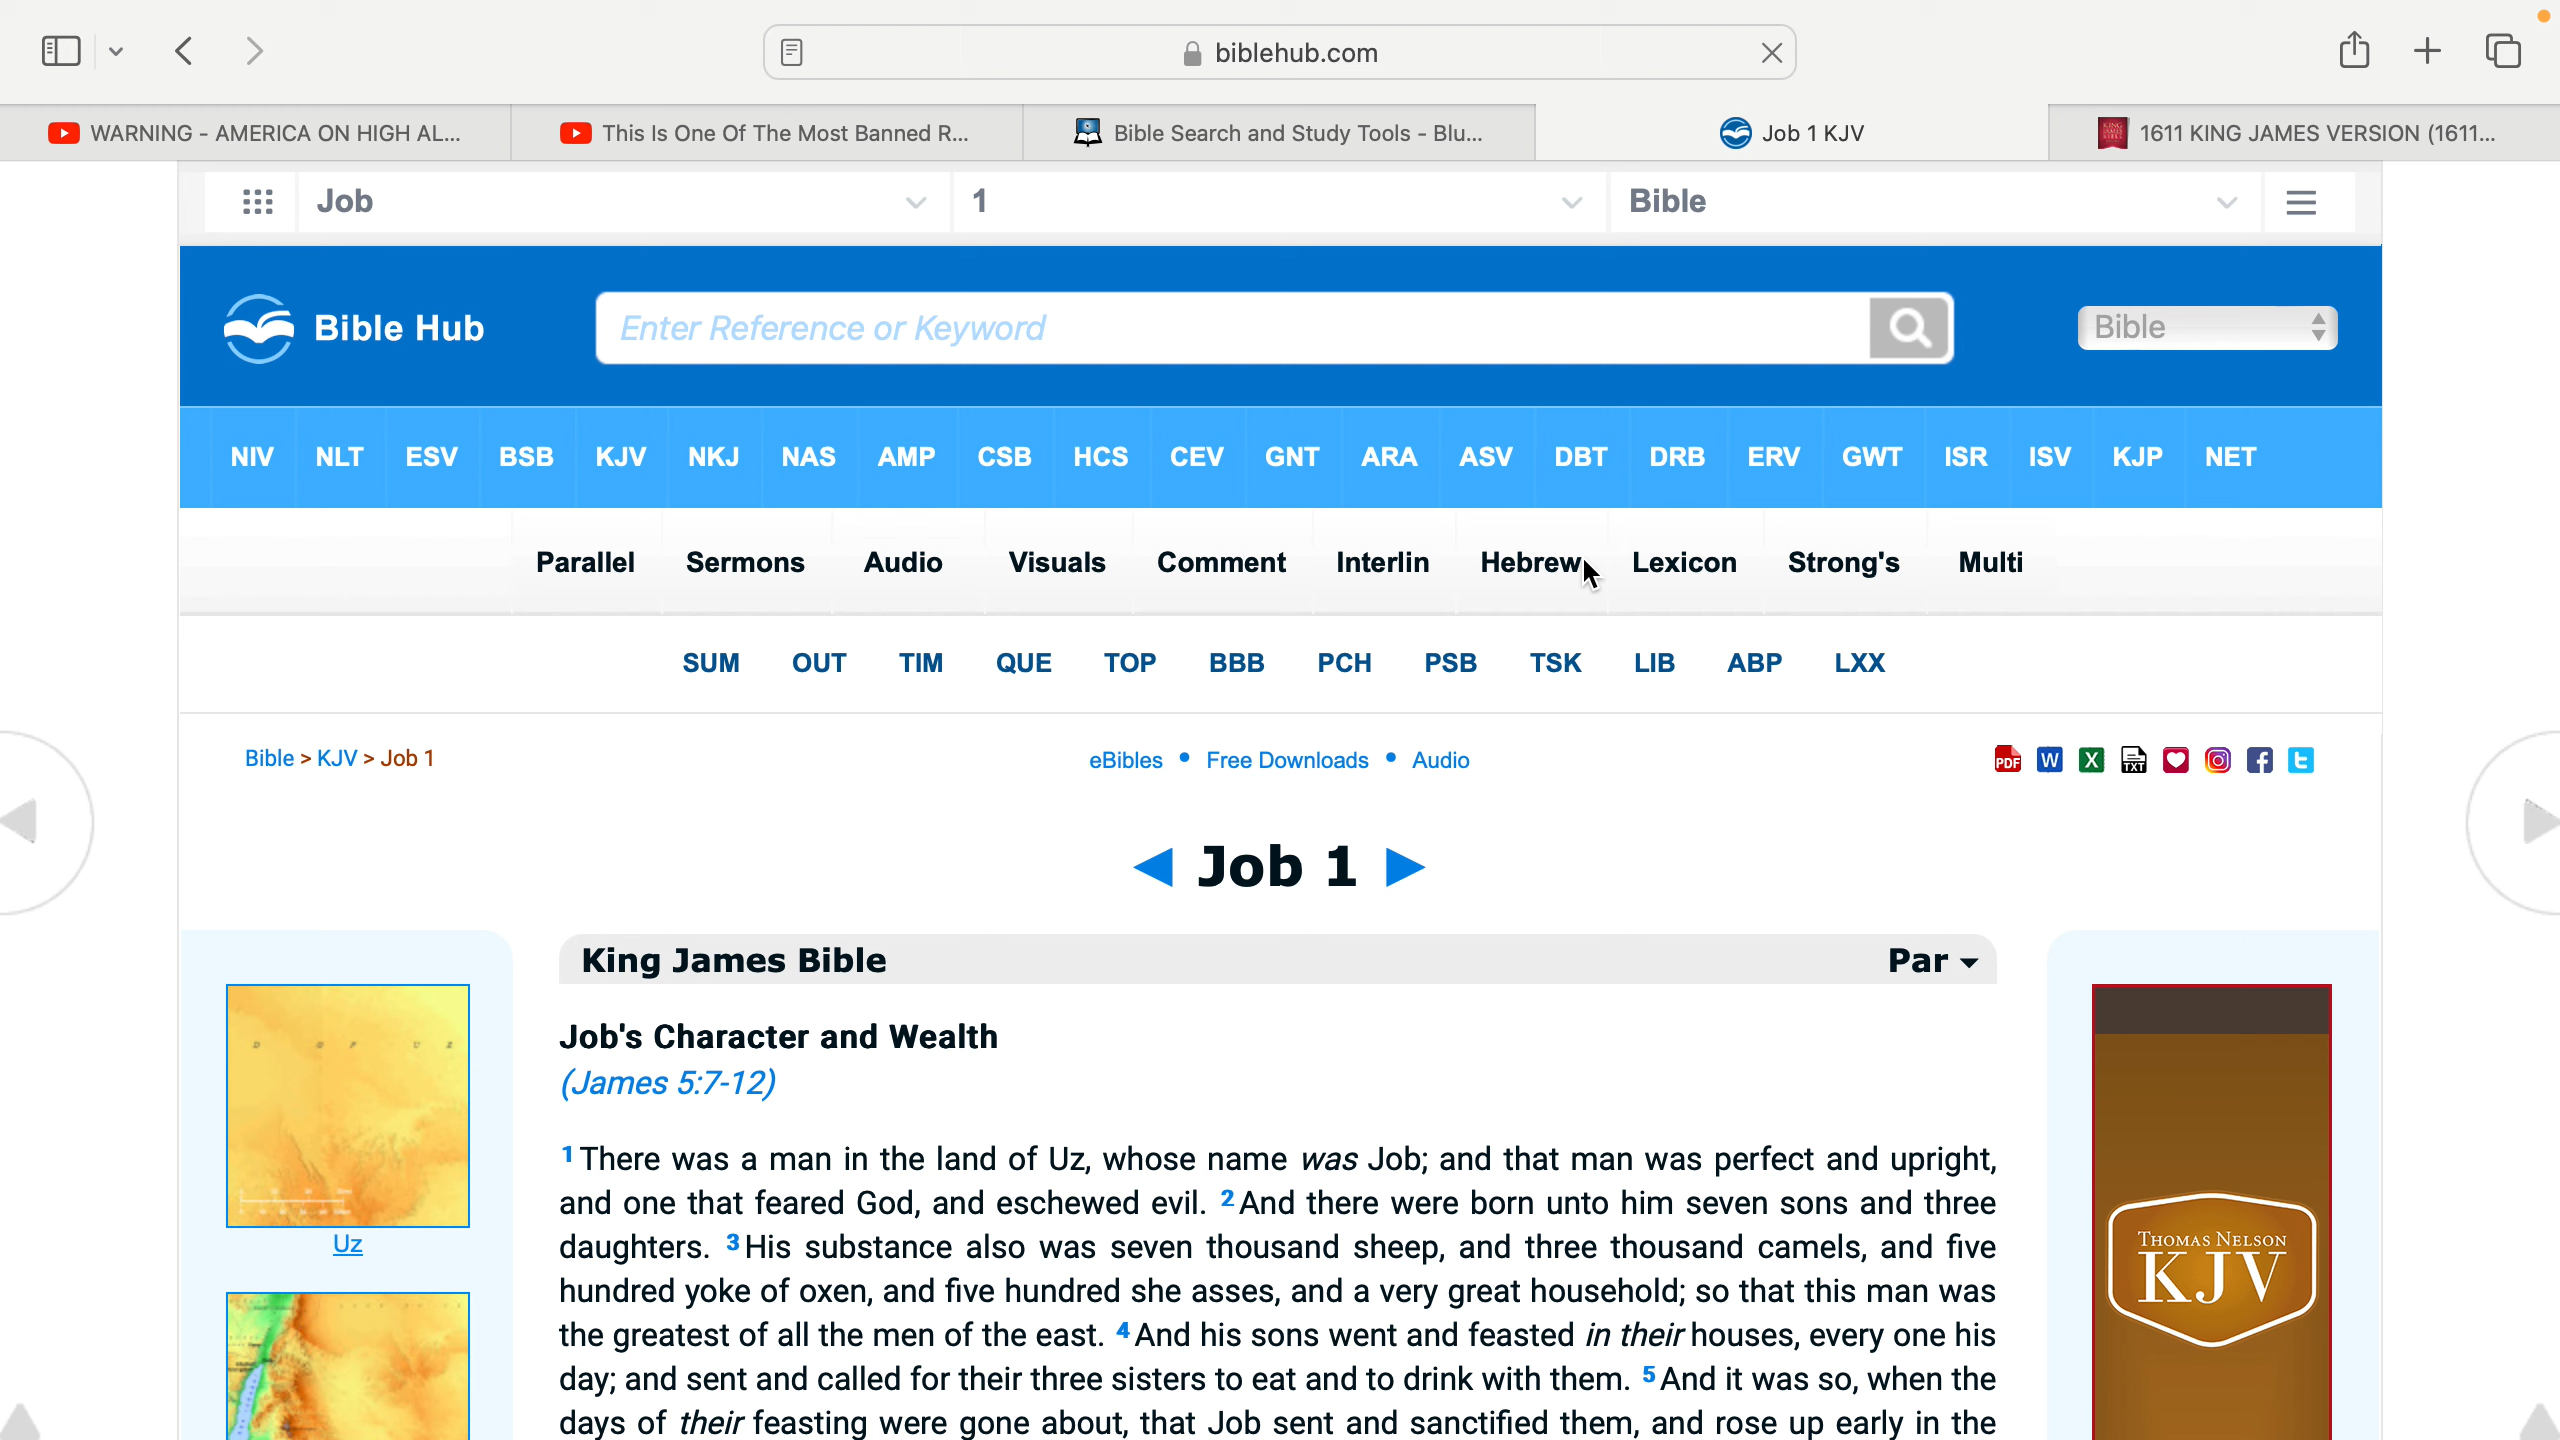 biblehub.com
WARNING - AMERICA ON HIGH AL...
This Is One Of The Most Banned R...
Bible Search and Study Tools - Blu...
Job 1 KJV
1611 KING JAMES VERSION (1611...
Job 1 Bible
Bible Hub Enter Reference or Keyword Bible
NIV NLT ESV BSB KJV NKJ NAS AMP CSB HCS CEV GNT ARA ASV DBT DRB ERV GWT ISR ISV KJP NET
Parallel Sermons Audio Visuals Comment Interlin Hebrew Lexicon Strong's Multi
SUM OUT TIM QUE TOP BBB PCH PSB TSK LIB ABP LXX
Bible > KJV > Job 1
eBibles • Free Downloads • Audio
PDF W X TXT
◀ Job 1 ▶
King James Bible Par
Job's Character and Wealth
(James 5:7-12)
1 There was a man in the land of Uz, whose name was Job; and that man was perfect and upright,
and one that feared God, and eschewed evil. 2 And there were born unto him seven sons and three
daughters. 3 His substance also was seven thousand sheep, and three thousand camels, and five
hundred yoke of oxen, and five hundred she asses, and a very great household; so that this man was
the greatest of all the men of the east. 4 And his sons went and feasted in their houses, every one his
day; and sent and called for their three sisters to eat and to drink with them. 5 And it was so, when the
days of their feasting were gone about, that Job sent and sanctified them, and rose up early in the
Uz
THOMAS NELSON
KJV